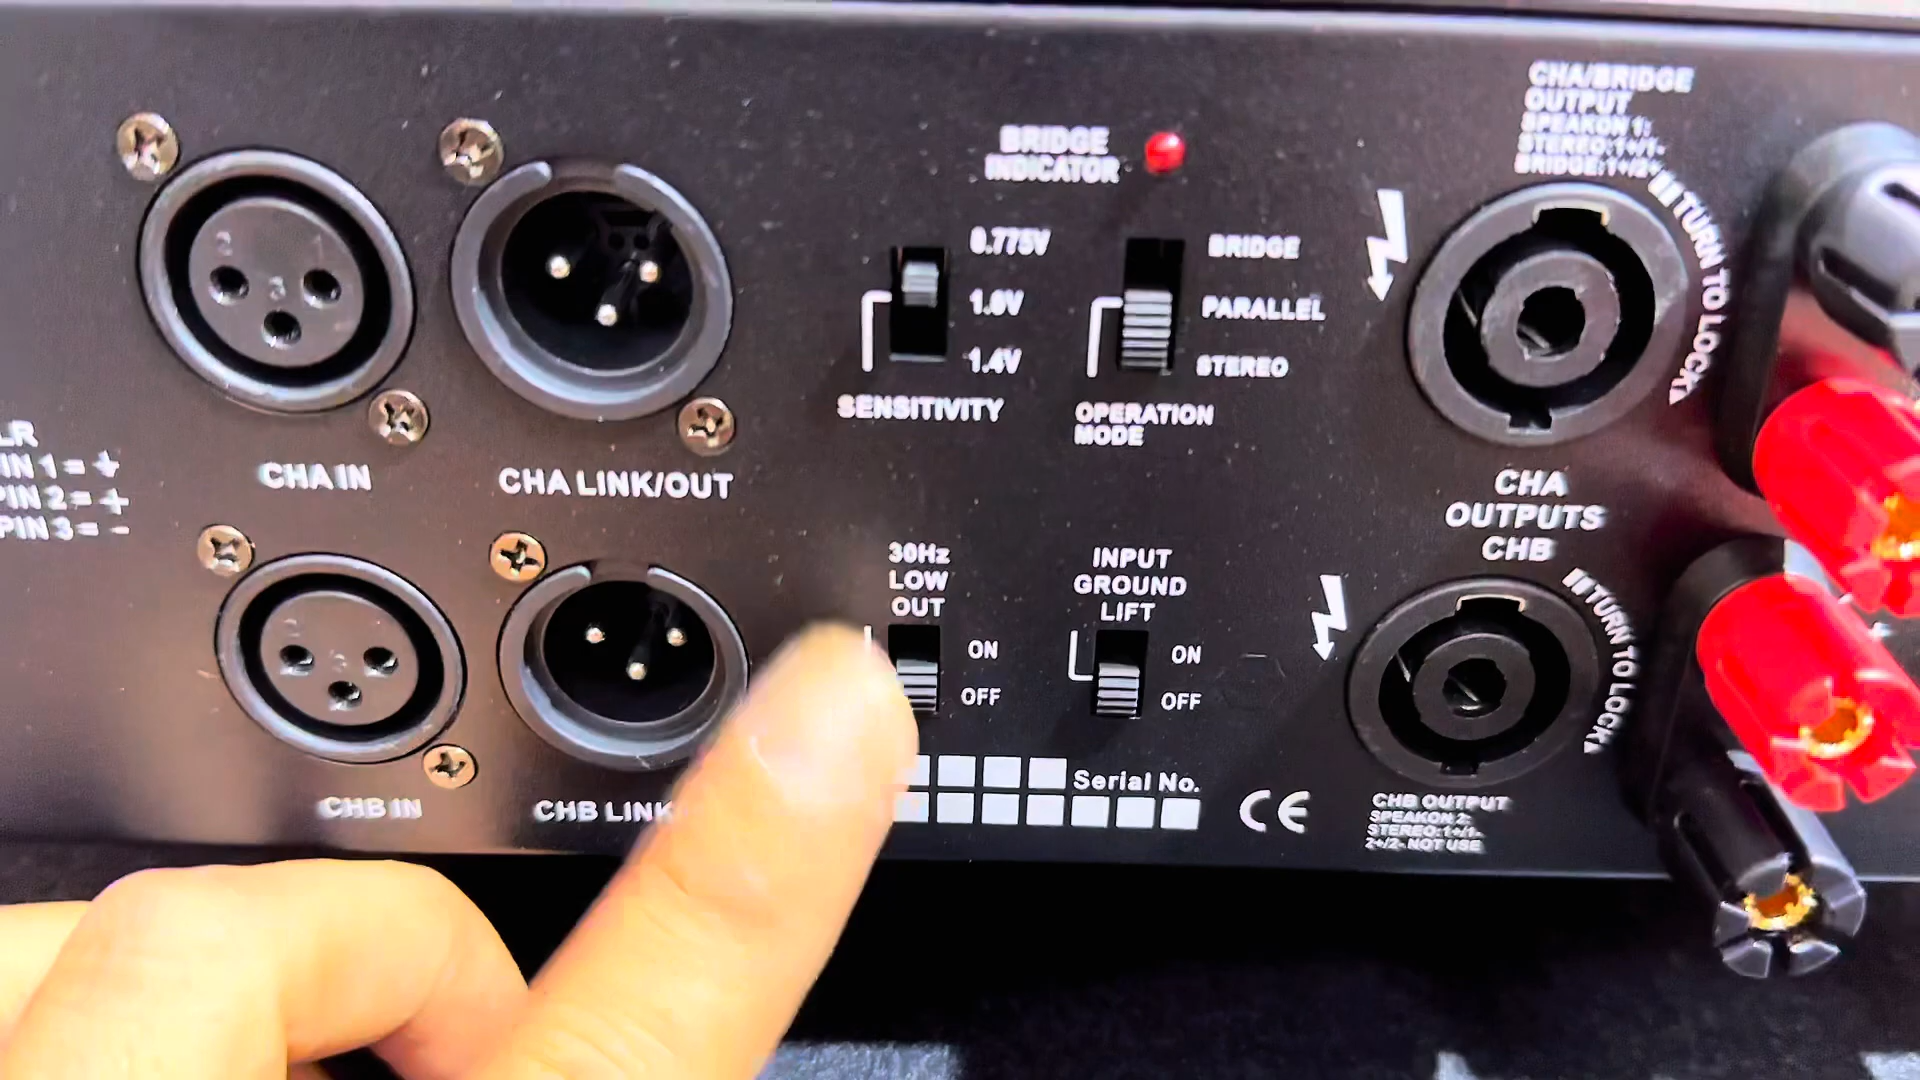 BRIDGE
INDICATOR
0.775V
1.0V
1.4V
SENSITIVITY
BRIDGE
PARALLEL
STEREO
OPERATION
MODE
CHA/BRIDGE
OUTPUT
SPEAKON 1:
STEREO:1+/1-
BRIDGE:1+/2+
TURN TO LOCK
2 1
3
CHA IN
CHA LINK/OUT
LR
IN 1 =
PIN 2 = +
PIN 3 = -
CHA
OUTPUTS
CHB
30Hz
LOW
OUT
ON
OFF
INPUT
GROUND
LIFT
ON
OFF
TURN TO LOCK
CHB IN
CHB LINK
Serial No.
CE
CHB OUTPUT
SPEAKON 2:
STEREO:1+/1-
2+/2- NOT USE